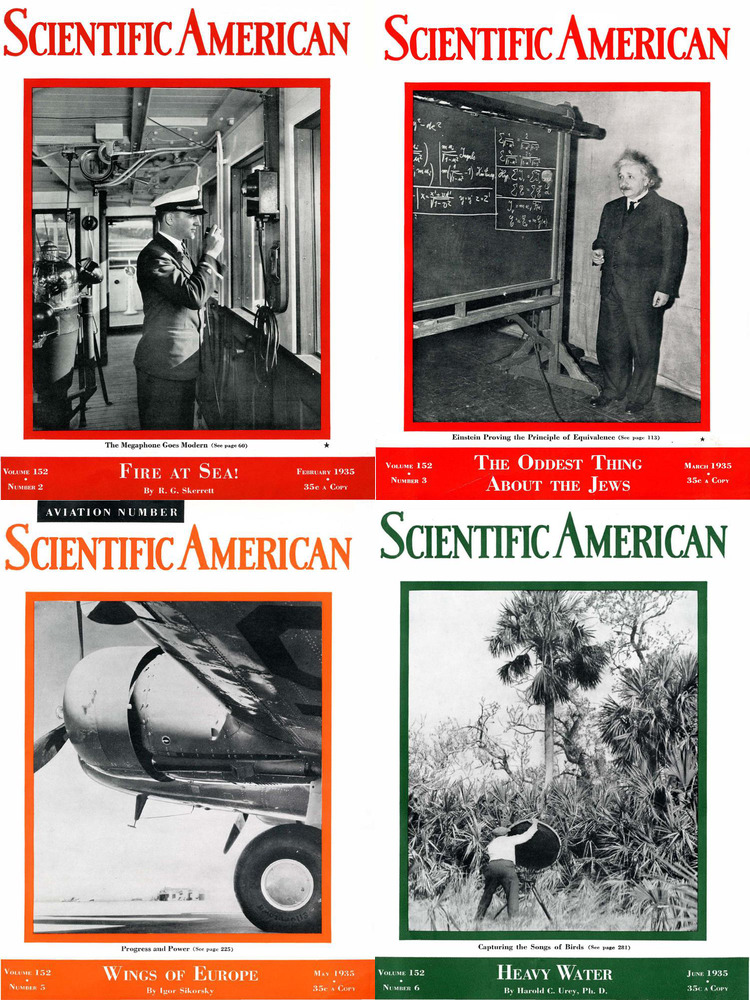 SCIENTIFIC AMERICAN
The Megaphone Goes Modern (See page 60)
VOLUME 152
NUMBER 2
FIRE AT SEA!
By R. G. Skerrett
FEBRUARY 1935
35c A COPY
SCIENTIFIC AMERICAN
Einstein Proving the Principle of Equivalence (See page 113)
VOLUME 152
NUMBER 3
THE ODDEST THING
ABOUT THE JEWS
MARCH 1935
35c A COPY
AVIATION NUMBER
SCIENTIFIC AMERICAN
Progress and Power (See page 225)
VOLUME 152
NUMBER 5
WINGS OF EUROPE
By Igor Sikorsky
MAY 1935
35c A COPY
SCIENTIFIC AMERICAN
Capturing the Songs of Birds (See page 281)
VOLUME 152
NUMBER 6
HEAVY WATER
By Harold C. Urey, Ph. D.
JUNE 1935
35c A COPY